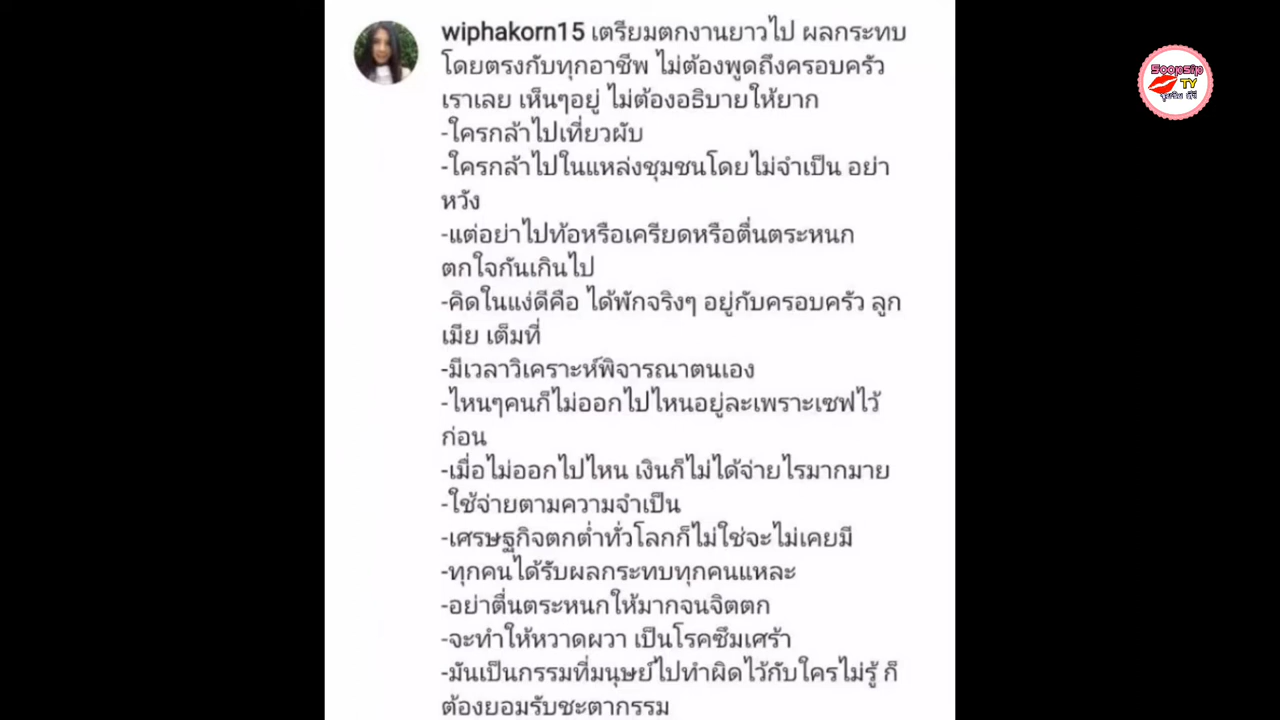 wiphakorn15 เตรียมตกงานยาวไป ผลกระทบ
โดยตรงกับทุกอาชีพ ไม่ต้องพูดถึงครอบครัว
เราเลย เห็นๆอยู่ ไม่ต้องอธิบายให้ยาก
-ใครกล้าไปเที่ยวผับ
-ใครกล้าไปในแหล่งชุมชนโดยไม่จำเป็น อย่า
หวัง
-แต่อย่าไปท้อหรือเครียดหรือตื่นตระหนก
ตกใจกันเกินไป
-คิดในแง่ดีคือ ได้พักจริงๆ อยู่กับครอบครัว ลูก
เมีย เต็มที่
-มีเวลาวิเคราะห์พิจารณาตนเอง
-ไหนๆคนก็ไม่ออกไปไหนอยู่ละเพราะเซฟไว้
ก่อน
-เมื่อไม่ออกไปไหน เงินก็ไม่ได้จ่ายไรมากมาย
-ใช้จ่ายตามความจำเป็น
-เศรษฐกิจตกต่ำทั่วโลกก็ไม่ใช่จะไม่เคยมี
-ทุกคนได้รับผลกระทบทุกคนแหละ
-อย่าตื่นตระหนกให้มากจนจิตตก
-จะทำให้หวาดผวา เป็นโรคซึมเศร้า
-มันเป็นกรรมที่มนุษย์ไปทำผิดไว้กับใครไม่รู้ ก็
ต้องยอมรับชะตากรรม
Soopsip
TV
ซุบซิบ ทีวี